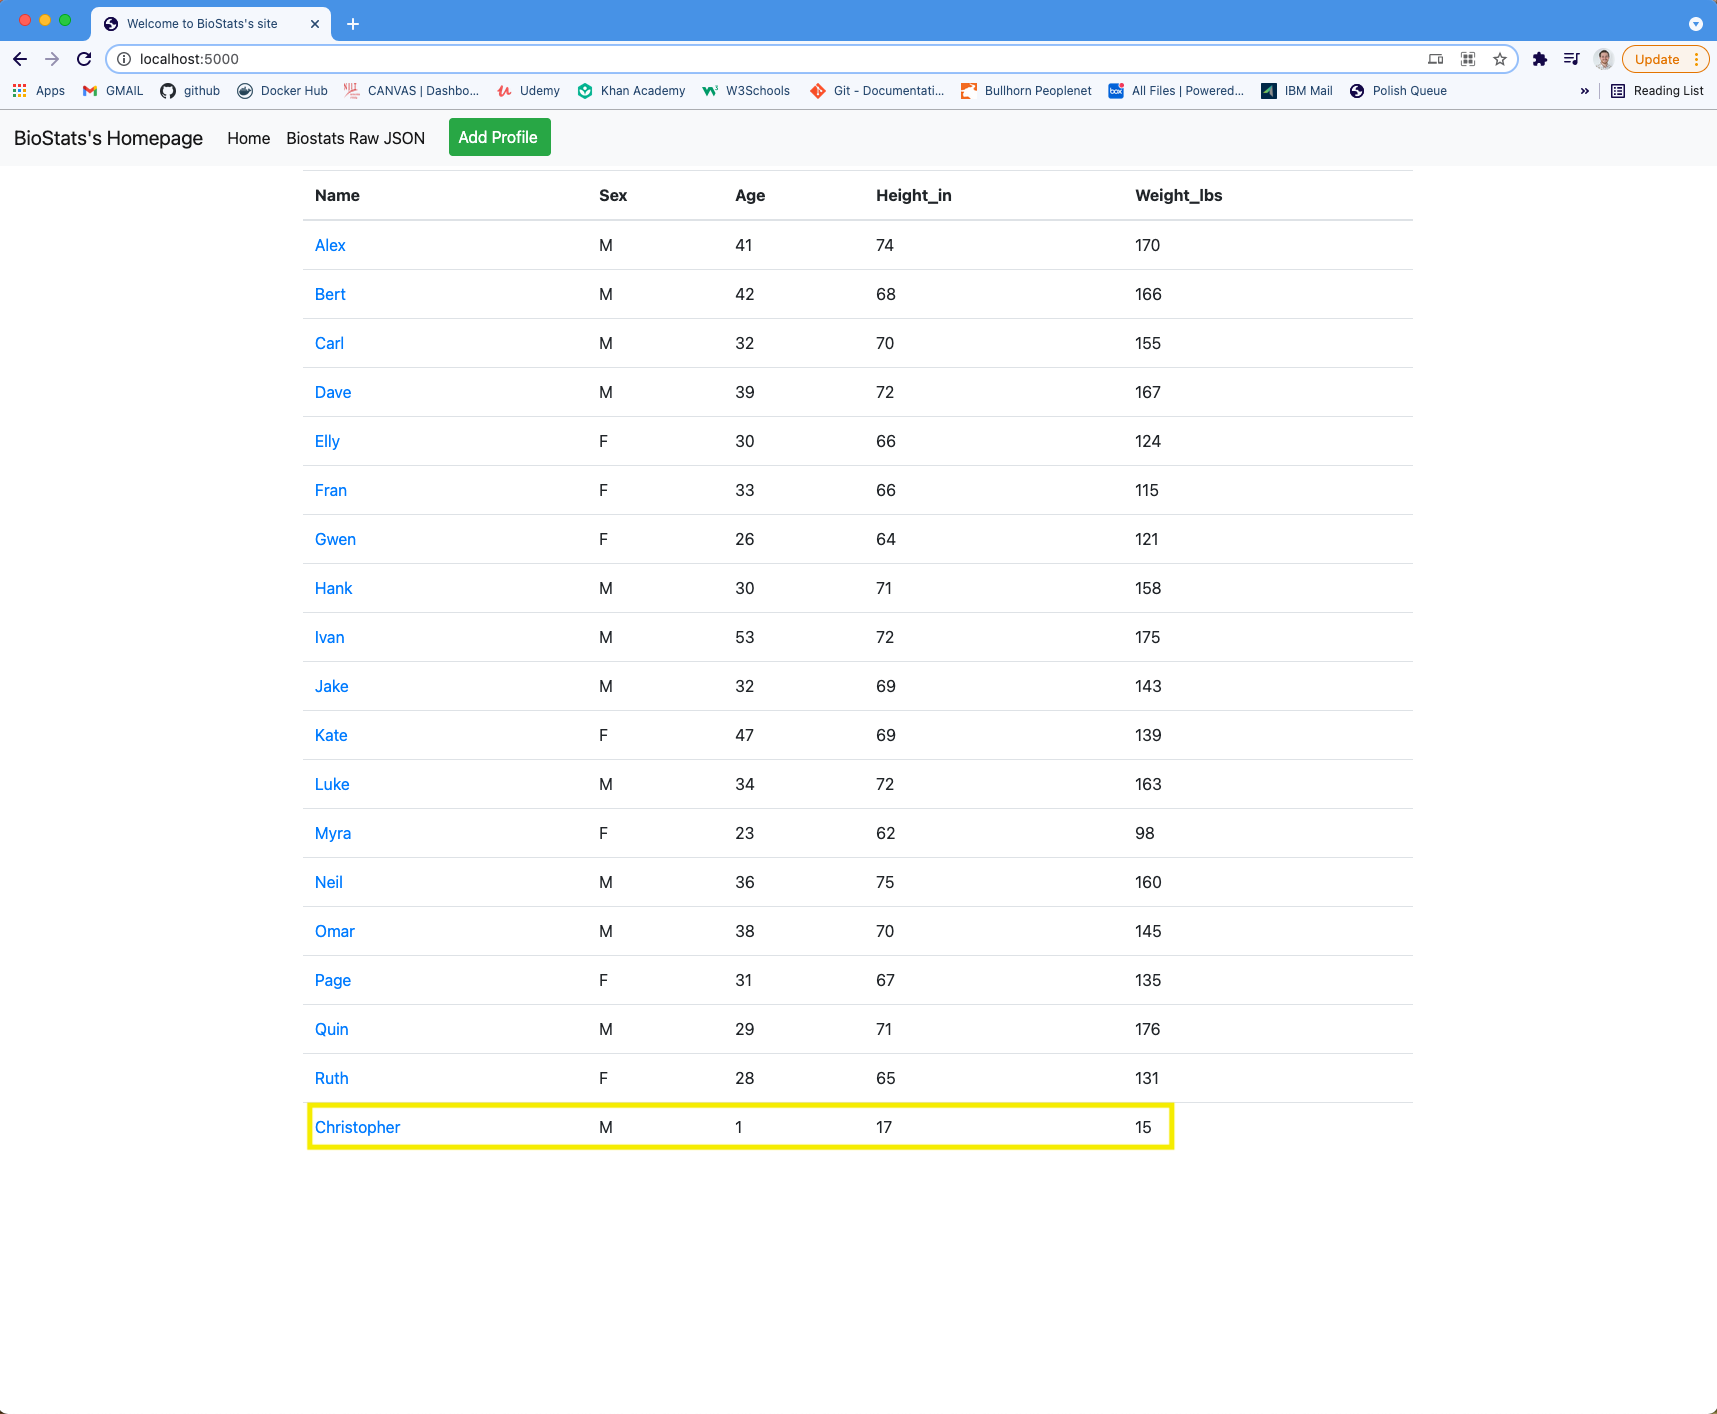 Welcome to BioStats's site
localhost:5000
Update
Apps GMAIL github Docker Hub CANVAS | Dashbo... Udemy Khan Academy W3Schools Git - Documentati... Bullhorn Peoplenet box All Files | Powered... IBM Mail Polish Queue » Reading List
BioStats's Homepage Home Biostats Raw JSON Add Profile
Name Sex Age Height_in Weight_lbs
Alex M 41 74 170
Bert M 42 68 166
Carl M 32 70 155
Dave M 39 72 167
Elly F 30 66 124
Fran F 33 66 115
Gwen F 26 64 121
Hank M 30 71 158
Ivan M 53 72 175
Jake M 32 69 143
Kate F 47 69 139
Luke M 34 72 163
Myra F 23 62 98
Neil M 36 75 160
Omar M 38 70 145
Page F 31 67 135
Quin M 29 71 176
Ruth F 28 65 131
Christopher M 1 17 15